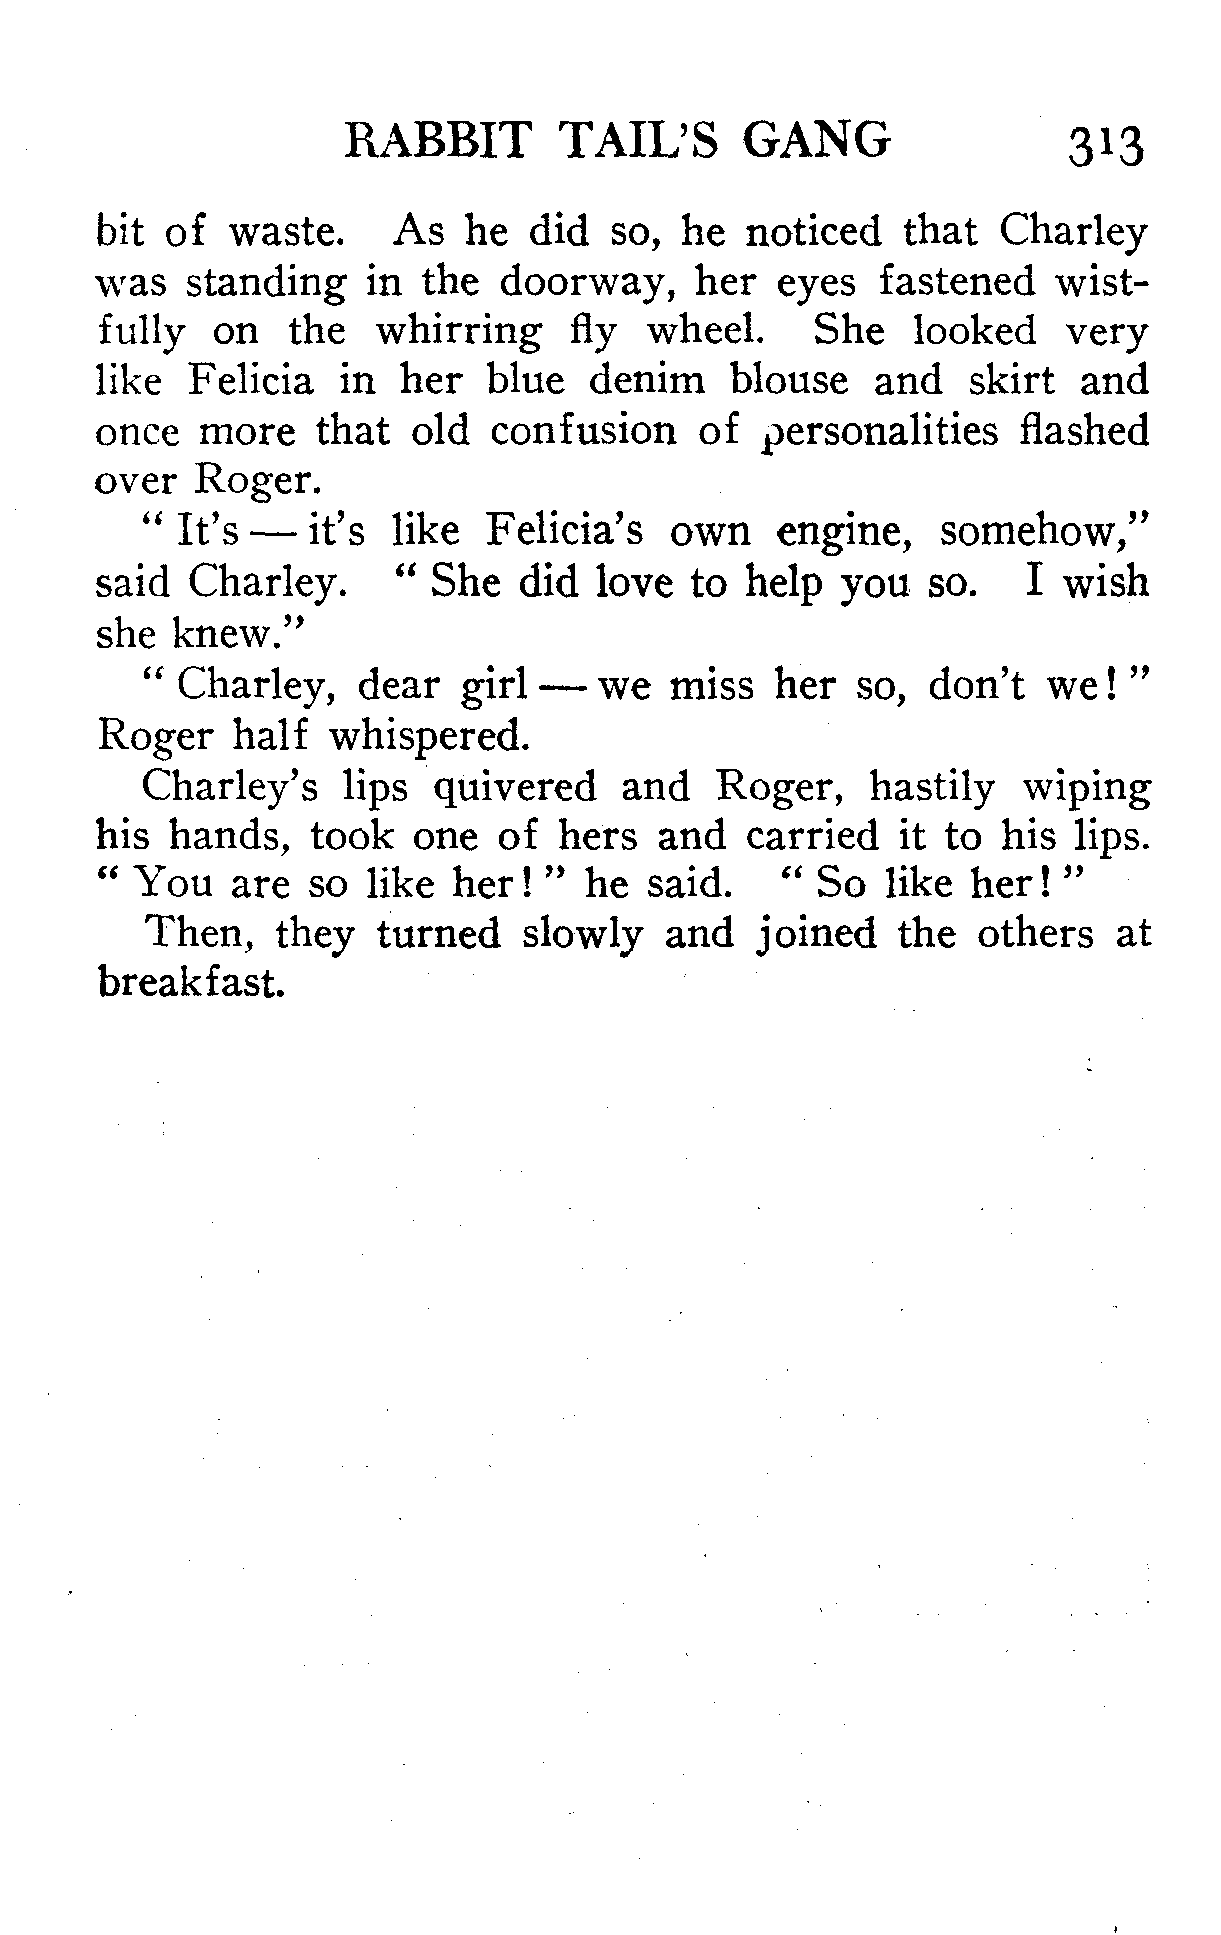 RABBIT TAIL'S GANG 313
bit of waste. As he did so, he noticed that Charley
was standing in the doorway, her eyes fastened wist-
fully on the whirring fly wheel. She looked very
like Felicia in her blue denim blouse and skirt and
once more that old confusion of personalities flashed
over Roger.
“ It's — it's like Felicia's own engine, somehow,”
said Charley. “ She did love to help you so. I wish
she knew.”
“ Charley, dear girl — we miss her so, don't we! ”
Roger half whispered.
Charley's lips quivered and Roger, hastily wiping
his hands, took one of hers and carried it to his lips.
“ You are so like her! ” he said. “ So like her! ”
Then, they turned slowly and joined the others at
breakfast.